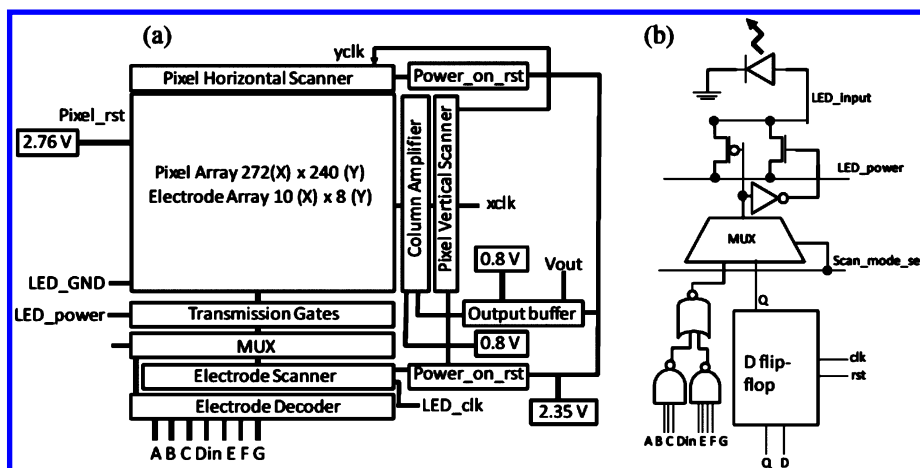 (a)
yclk
Pixel Horizontal Scanner
Power_on_rst
Pixel_rst
2.76 V
Pixel Array 272(X) x 240 (Y)
Electrode Array 10 (X) x 8 (Y)
Column Amplifier
Pixel Vertical Scanner
xclk
0.8 V
Vout
LED_GND
LED_power
Transmission Gates
Output buffer
MUX
0.8 V
Electrode Scanner
Power_on_rst
Electrode Decoder
LED_clk
2.35 V
A B C Din E F G
(b)
LED_input
LED_power
MUX
Scan_mode_se
Q
D flip-
flop
clk
rst
A B C Din E F G
Q D